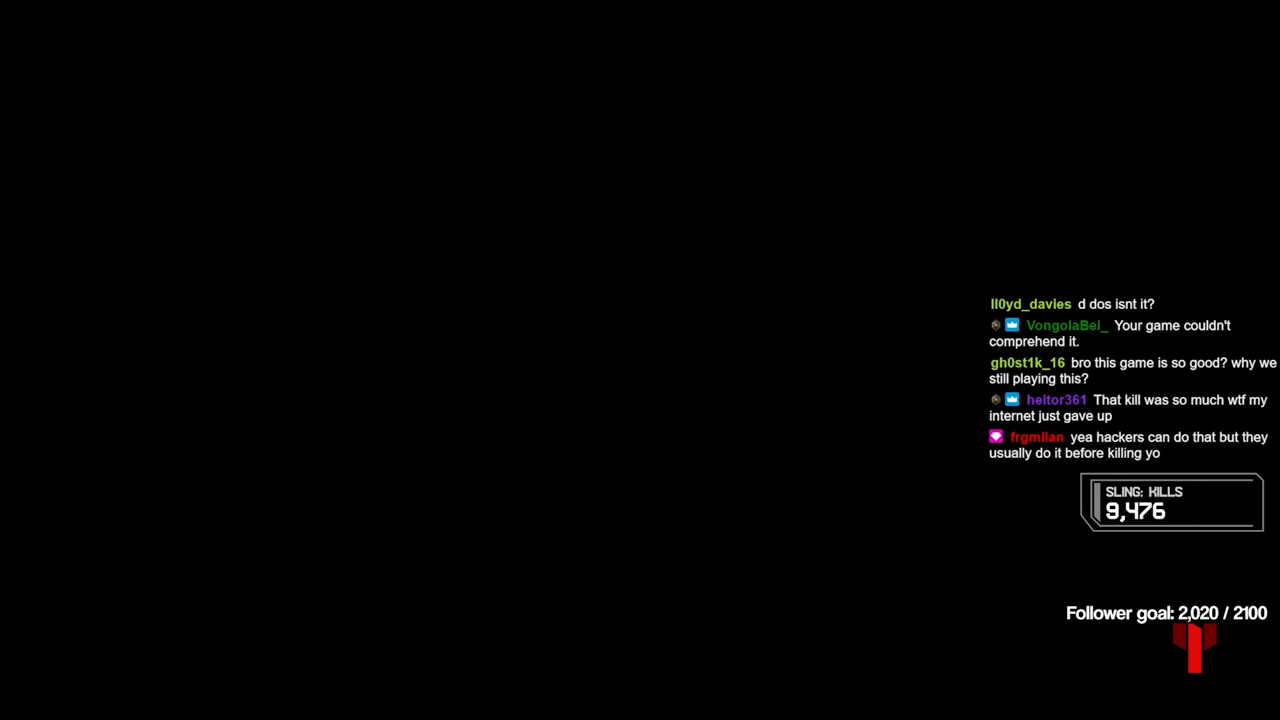 ll0yd_davies d dos isnt it?
VongolaBel_ Your game couldn't
comprehend it.
gh0st1k_16 bro this game is so good? why we
still playing this?
heitor361 That kill was so much wtf my
internet just gave up
frgmilan yea hackers can do that but they
usually do it before killing yo
SLING: KILLS
9,476
Follower goal: 2,020 / 2100